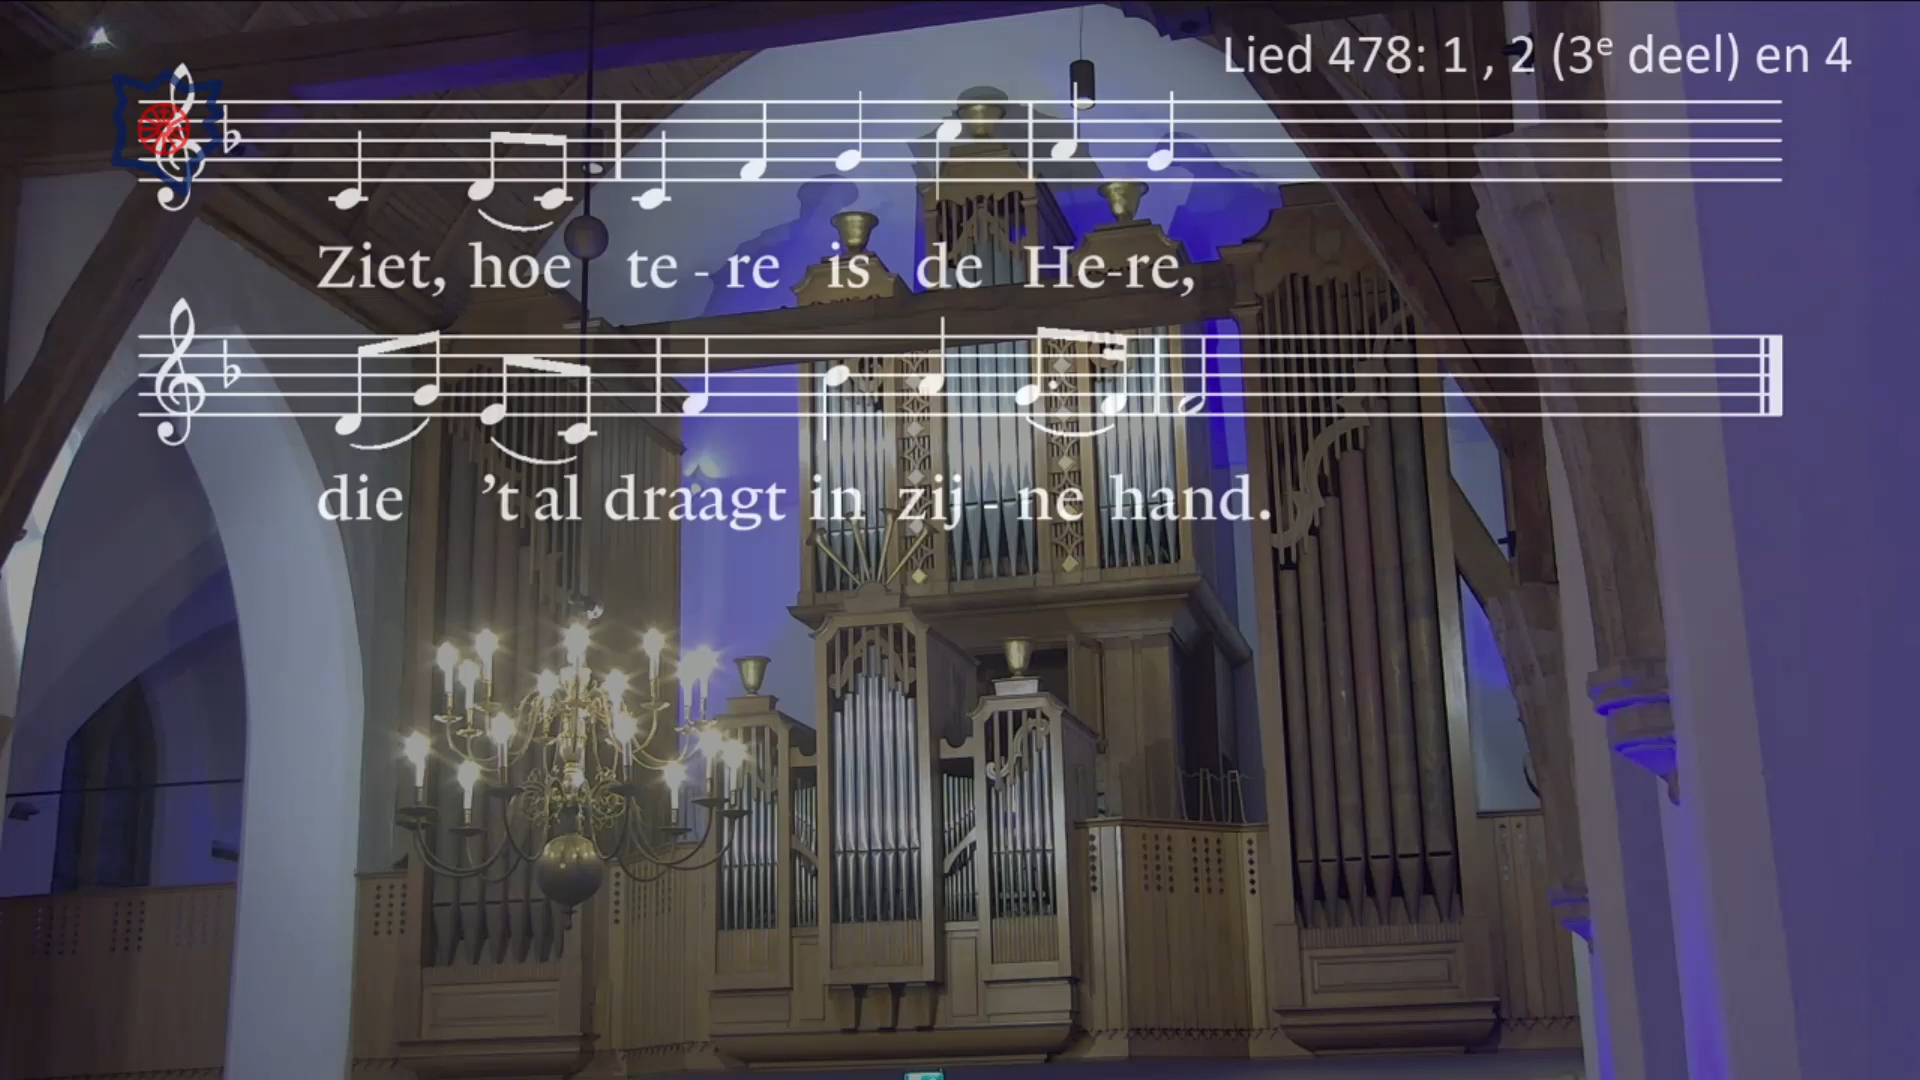 Lied 478: 1 , 2 (3e deel) en 4
Ziet, hoe te - re is de He-re,
die ’t al draagt in zij - ne hand.